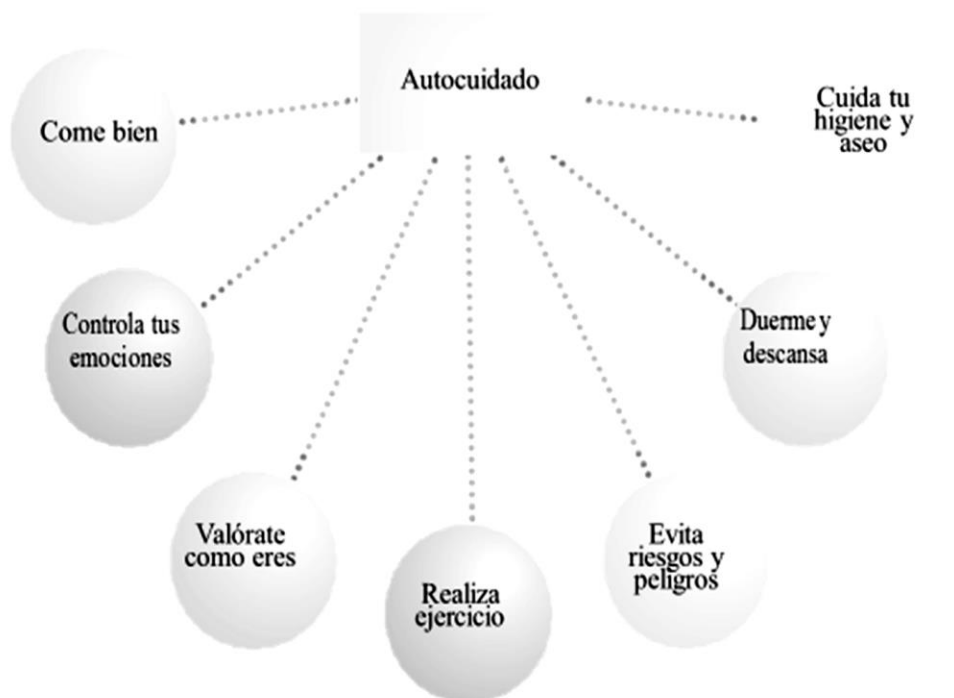 Autocuidado
Come bien
Controla tus
emociones
Valórate
como eres
Realiza
ejercicio
Evita
riesgos y
peligros
Duerme y
descansa
Cuida tu
higiene y
aseo